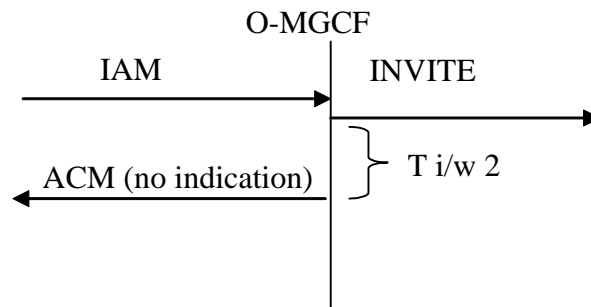 O-MGCF
IAM
INVITE
T i/w 2
ACM (no indication)